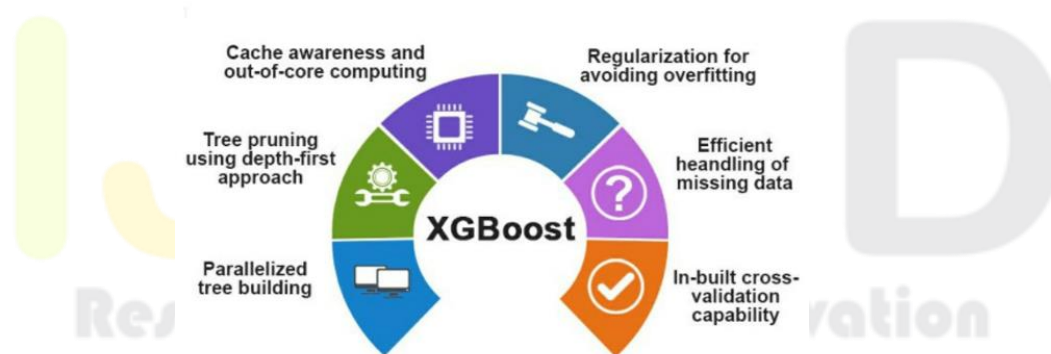 Cache awareness and
out-of-core computing
Regularization for
avoiding overfitting
Tree pruning
using depth-first
approach
Efficient
heandling of
missing data
XGBoost
Parallelized
tree building
In-built cross-
validation
capability